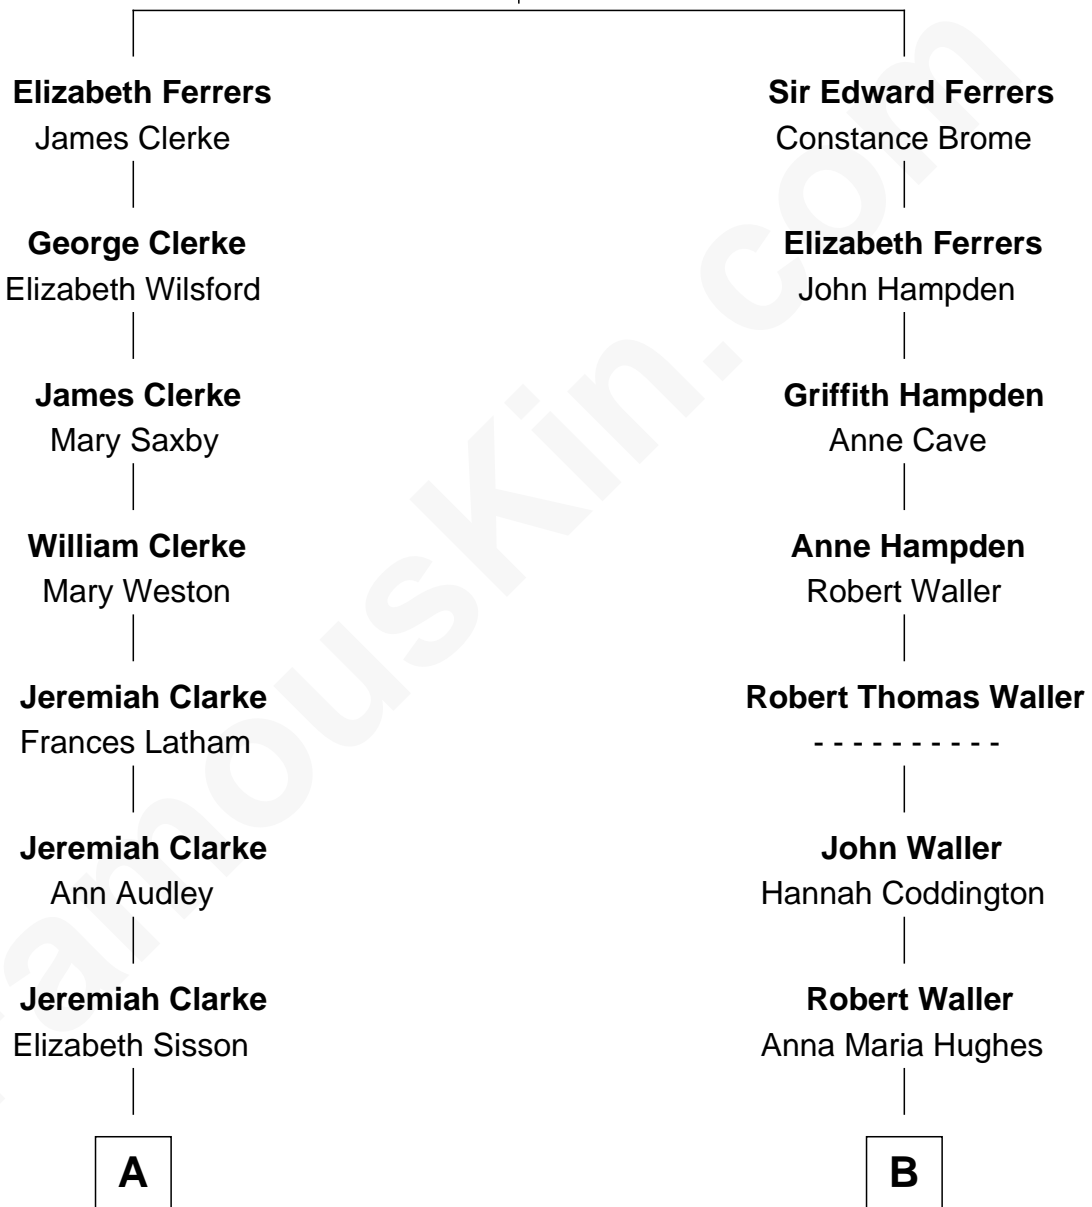 Elizabeth Ferrers
James Clerke
George Clerke
Elizabeth Wilsford
James Clerke
Mary Saxby
William Clerke
Mary Weston
Jeremiah Clarke
Frances Latham
Jeremiah Clarke
Ann Audley
Jeremiah Clarke
Elizabeth Sisson
A
Sir Edward Ferrers
Constance Brome
Elizabeth Ferrers
John Hampden
Griffith Hampden
Anne Cave
Anne Hampden
Robert Waller
Robert Thomas Waller
- - - - - - - - - -
John Waller
Hannah Coddington
Robert Waller
Anna Maria Hughes
B
FamousKin.com